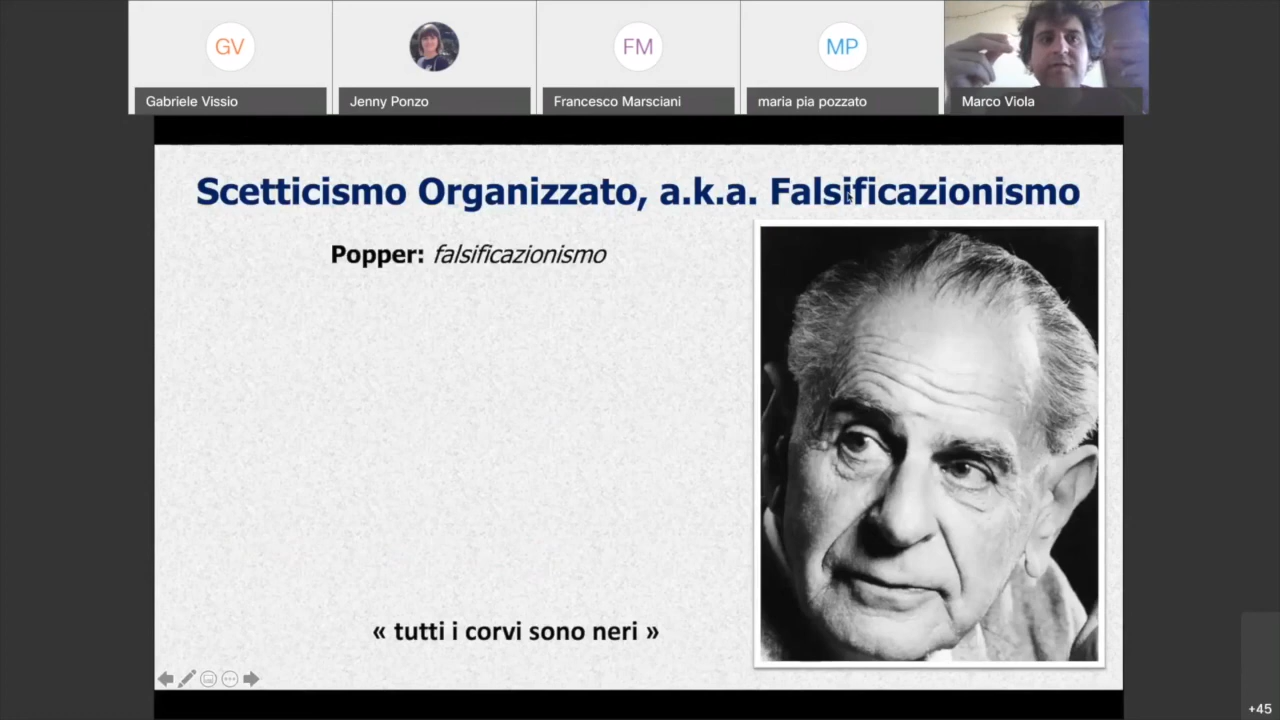 GV
FM
MP
Gabriele Vissio
Jenny Ponzo
Francesco Marsciani
maria pia pozzato
Marco Viola
Scetticismo Organizzato, a.k.a. Falsificazionismo
Popper: falsificazionismo
« tutti i corvi sono neri »
+45